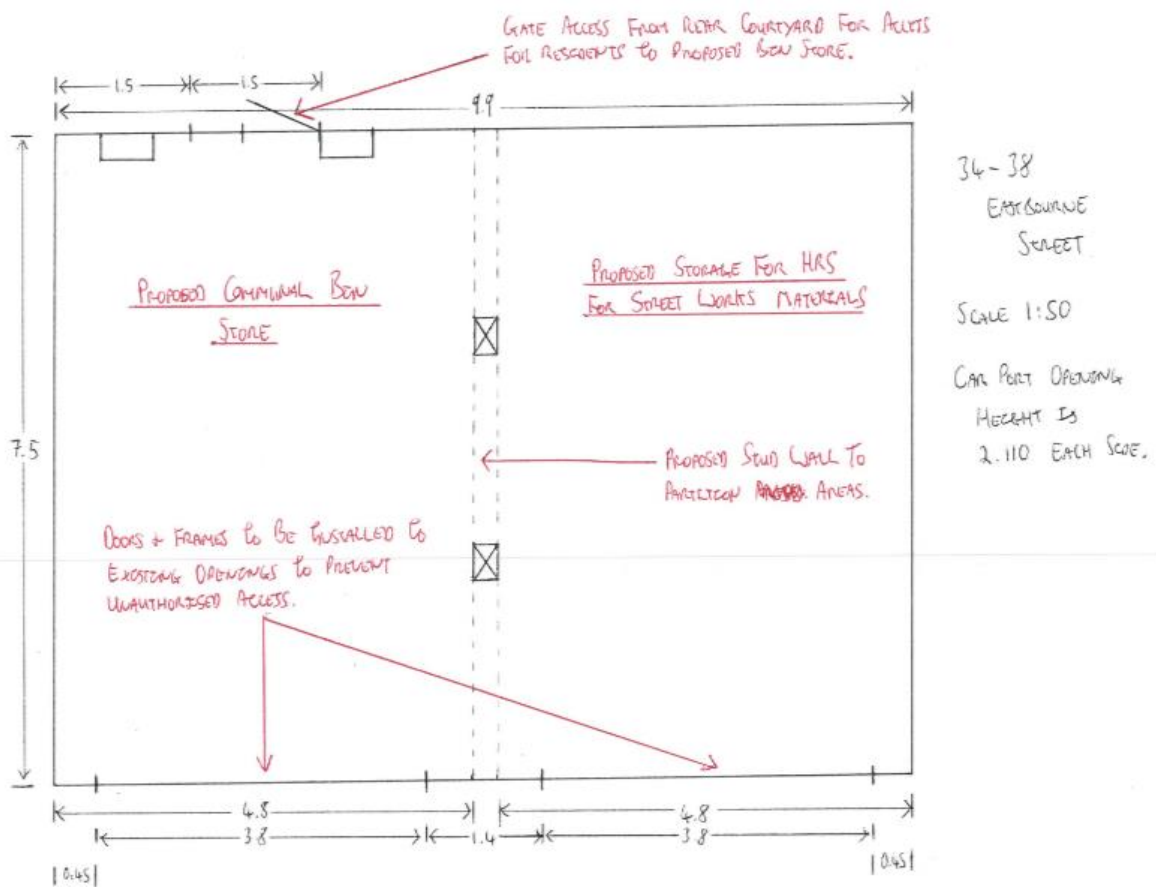 GATE ACCESS FROM REAR COURTYARD FOR ACCESS
FOR RESIDENTS TO PROPOSED BIN STORE.
1.5
1.5
9.9
34-38
EASTBOURNE
STREET
SCALE 1:50
CAR PORT OPENING
HEIGHT IS
2.110 EACH SIDE.
PROPOSED COMMUNAL BIN
STORE
PROPOSED STORAGE FOR HRS
FOR STREET WORKS MATERIALS
7.5
PROPOSED STUD WALL TO
PARTITION AREAS.
DOORS + FRAMES TO BE INSTALLED TO
EXISTING OPENINGS TO PREVENT
UNAUTHORISED ACCESS.
4.8
4.8
3.8
1.4
3.8
0.45
0.45